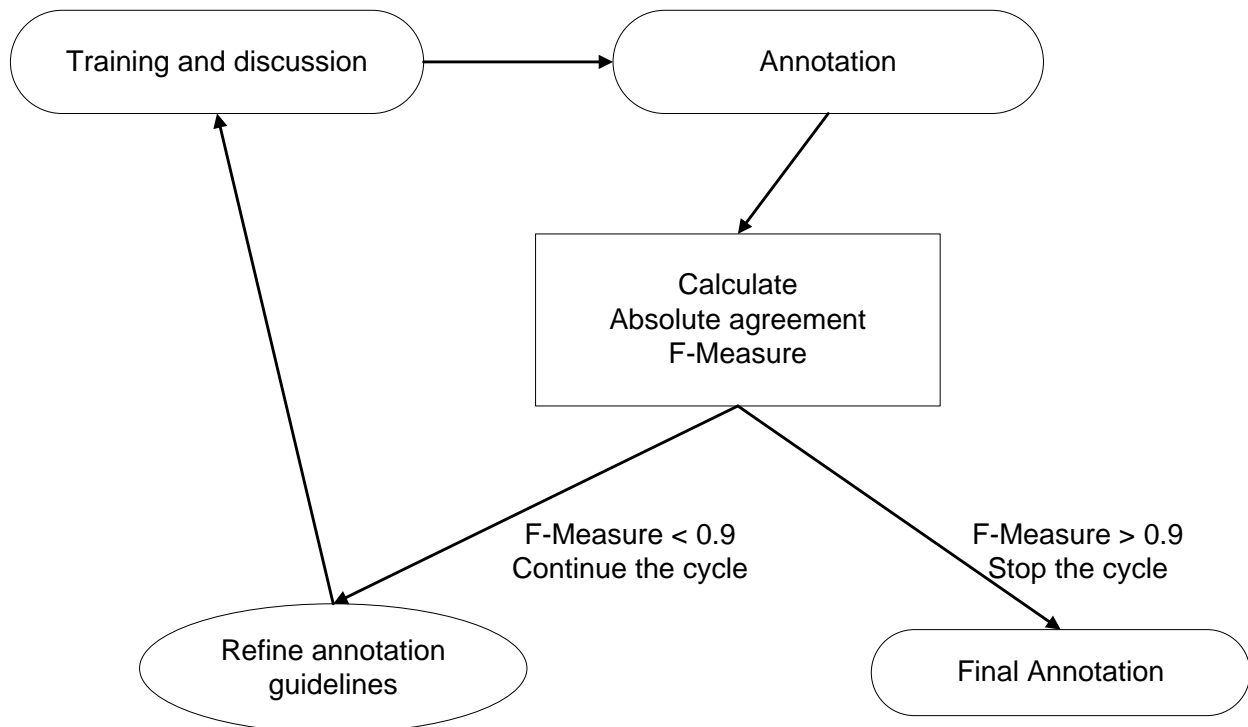 Training and discussion
Annotation
Calculate
Absolute agreement
F-Measure
F-Measure < 0.9
Continue the cycle
F-Measure > 0.9
Stop the cycle
Refine annotation
guidelines
Final Annotation